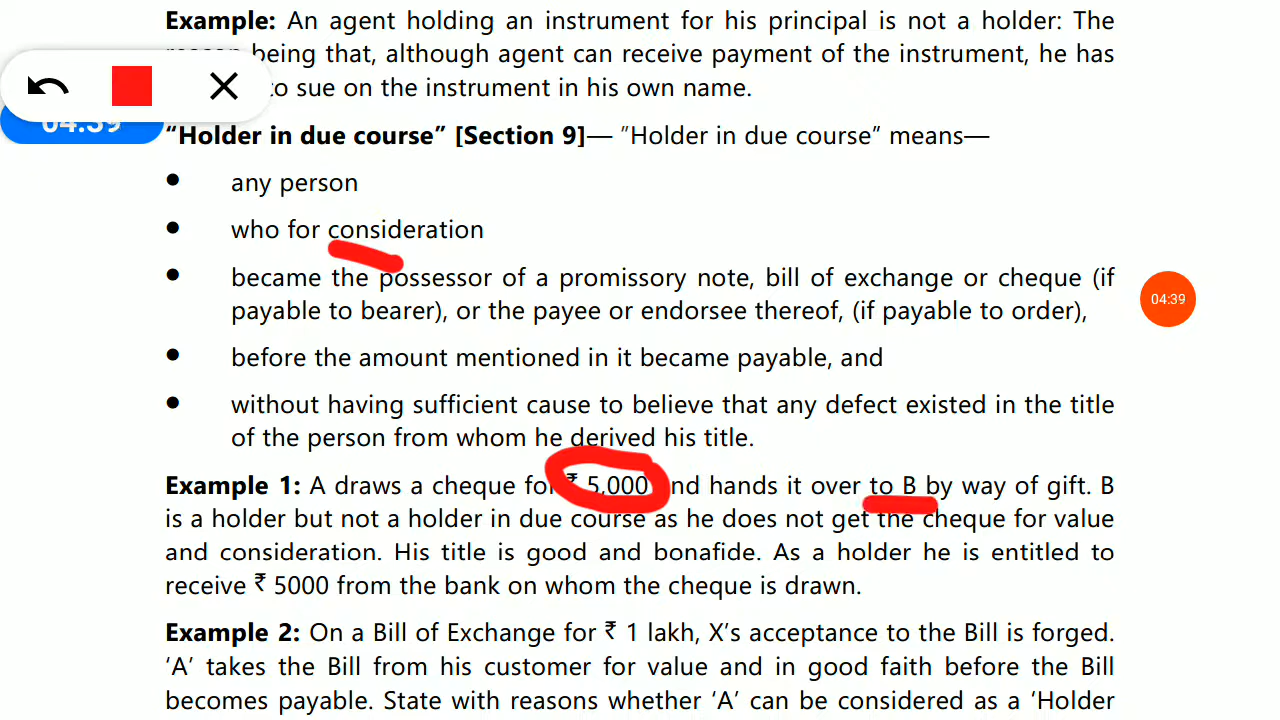 Example: An agent holding an instrument for his principal is not a holder: The
being that, although agent can receive payment of the instrument, he has
to sue on the instrument in his own name.
04:39
“Holder in due course” [Section 9]— ”Holder in due course” means—
• any person
• who for consideration
• became the possessor of a promissory note, bill of exchange or cheque (if
payable to bearer), or the payee or endorsee thereof, (if payable to order),
04:39
• before the amount mentioned in it became payable, and
• without having sufficient cause to believe that any defect existed in the title
of the person from whom he derived his title.
Example 1: A draws a cheque for ₹ 5,000 and hands it over to B by way of gift. B
is a holder but not a holder in due course as he does not get the cheque for value
and consideration. His title is good and bonafide. As a holder he is entitled to
receive ₹ 5000 from the bank on whom the cheque is drawn.
Example 2: On a Bill of Exchange for ₹ 1 lakh, X’s acceptance to the Bill is forged.
‘A’ takes the Bill from his customer for value and in good faith before the Bill
becomes payable. State with reasons whether ‘A’ can be considered as a ‘Holder